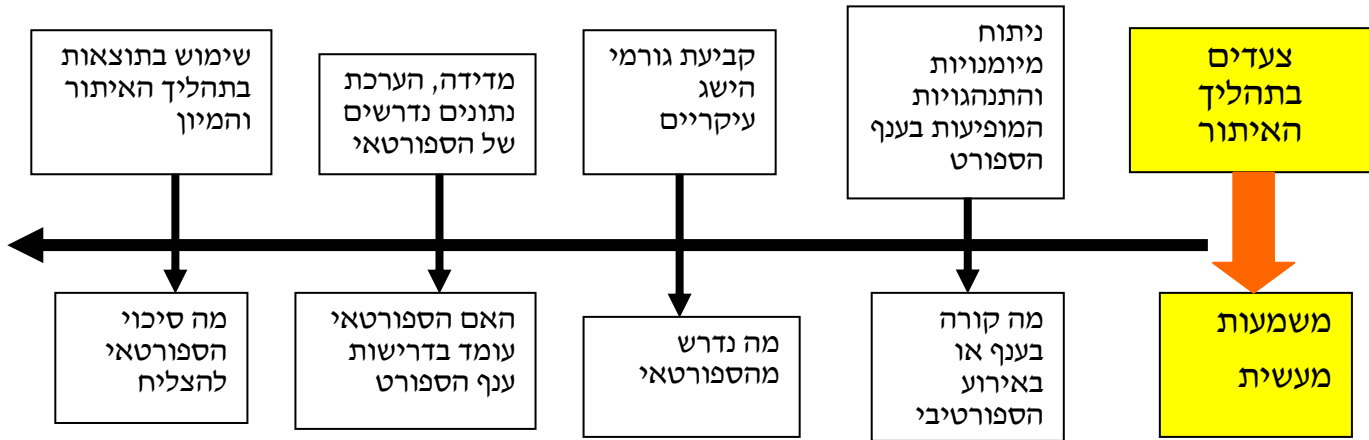 צעדים
בתהליך
האיתור
ניתוח
מיומנויות
והתנהגויות
המופיעות בענף
הספורט
קביעת גורמי
הישג
עיקריים
מדידה, הערכת
נתונים נדרשים
של הספורטאי
שימוש בתוצאות
בתהליך האיתור
והמיון
משמעות
מעשית
מה קורה
בענף או
באירוע
הספורטיבי
מה נדרש
מהספורטאי
האם הספורטאי
עומד בדרישות
ענף הספורט
מה סיכוי
הספורטאי
להצליח